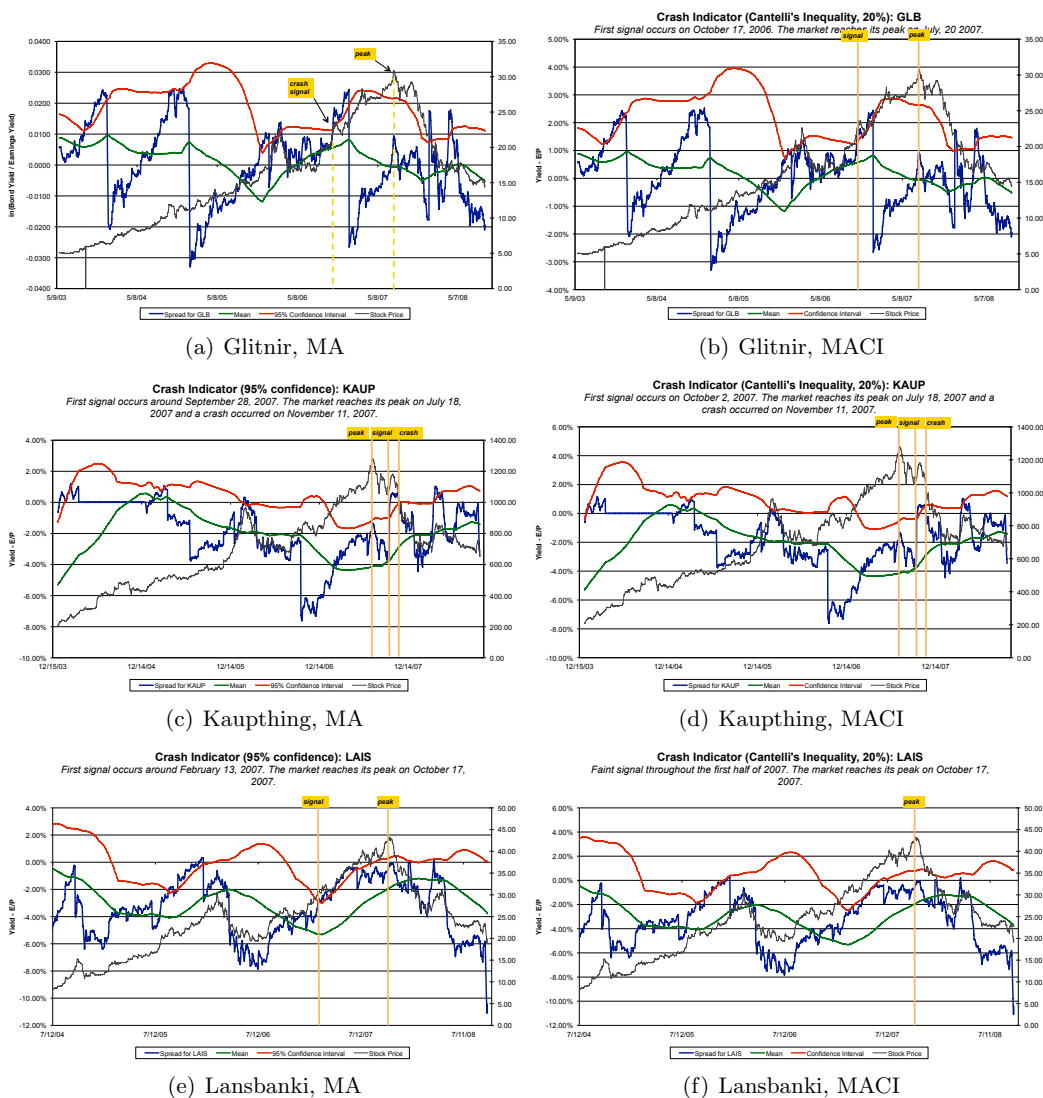 0.0400
0.0300
0.0200
0.0100
0.0000
-0.0100
-0.0200
-0.0300
-0.0400
ln(Bond Yield / Earnings Yield)
35.00
30.00
25.00
20.00
15.00
10.00
5.00
0.00
peak
crash
signal
5/9/03 5/8/04 5/8/05 5/8/06 5/8/07 5/7/08
Spread for GLB Mean 95% Confidence Interval Stock Price
(a) Glitnir, MA
Crash Indicator (Cantelli's Inequality, 20%): GLB
First signal occurs on October 17, 2006. The market reaches its peak on July, 20 2007.
signal peak
5.00%
4.00%
3.00%
2.00%
1.00%
0.00%
-1.00%
-2.00%
-3.00%
-4.00%
Yield - E/P
35.00
30.00
25.00
20.00
15.00
10.00
5.00
0.00
5/9/03 5/8/04 5/8/05 5/8/06 5/8/07 5/7/08
Spread for GLB Mean Confidence Interval Stock Price
(b) Glitnir, MACI
Crash Indicator (95% confidence): KAUP
First signal occurs around September 28, 2007. The market reaches its peak on July 18,
2007 and a crash occurred on November 11, 2007.
peak signal crash
4.00%
2.00%
0.00%
-2.00%
-4.00%
-6.00%
-8.00%
-10.00%
Yield - E/P
1400.00
1200.00
1000.00
800.00
600.00
400.00
200.00
0.00
12/15/03 12/14/04 12/14/05 12/14/06 12/14/07
Spread for KAUP Mean 95% Confidence Interval Stock Price
(c) Kaupthing, MA
Crash Indicator (Cantelli's Inequality, 20%): KAUP
First signal occurs on October 2, 2007. The market reaches its peak on July 18, 2007 and a
crash occurred on November 11, 2007.
peak signal crash
6.00%
4.00%
2.00%
0.00%
-2.00%
-4.00%
-6.00%
-8.00%
-10.00%
Yield - E/P
1400.00
1200.00
1000.00
800.00
600.00
400.00
200.00
0.00
12/15/03 12/14/04 12/14/05 12/14/06 12/14/07
Spread for KAUP Mean Confidence Interval Stock Price
(d) Kaupthing, MACI
Crash Indicator (95% confidence): LAIS
First signal occurs around February 13, 2007. The market reaches its peak on October 17,
2007.
signal peak
4.00%
2.00%
0.00%
-2.00%
-4.00%
-6.00%
-8.00%
-10.00%
-12.00%
Yield - E/P
50.00
45.00
40.00
35.00
30.00
25.00
20.00
15.00
10.00
5.00
0.00
7/12/04 7/12/05 7/12/06 7/12/07 7/11/08
Spread for LAIS Mean 95% Confidence Interval Stock Price
(e) Lansbanki, MA
Crash Indicator (Cantelli's Inequality, 20%): LAIS
Faint signal throughout the first half of 2007. The market reaches its peak on October 17,
2007.
peak
6.00%
4.00%
2.00%
0.00%
-2.00%
-4.00%
-6.00%
-8.00%
-10.00%
-12.00%
Yield - E/P
50.00
45.00
40.00
35.00
30.00
25.00
20.00
15.00
10.00
5.00
0.00
7/12/04 7/12/05 7/12/06 7/12/07 7/11/08
Spread for LAIS Mean Confidence Interval Stock Price
(f) Lansbanki, MACI